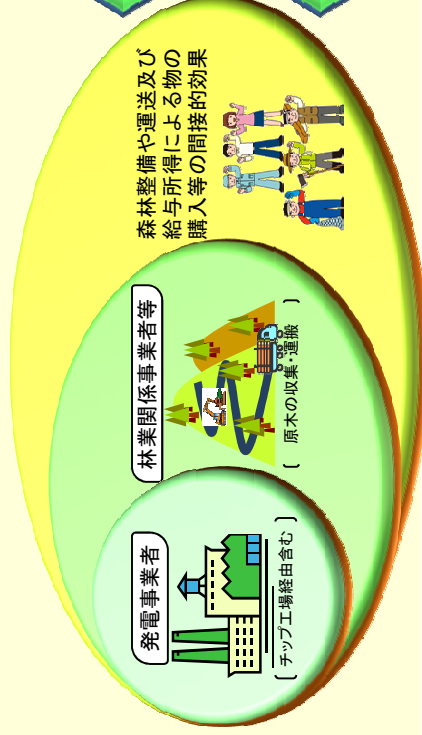 発電事業者
（チップ工場経由含む）
林業関係事業者等
（ 原木の収集・運搬 ）
森林整備や運送及び
給与所得による物の
購入等の間接的効果